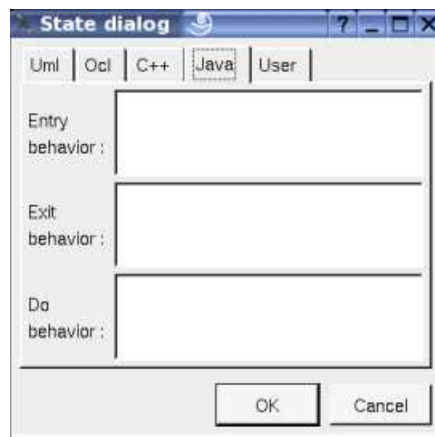 State dialog ?
Uml Ocl C++ Java User
Entry
behavior :
Exit
behavior :
Do
behavior :
OK Cancel